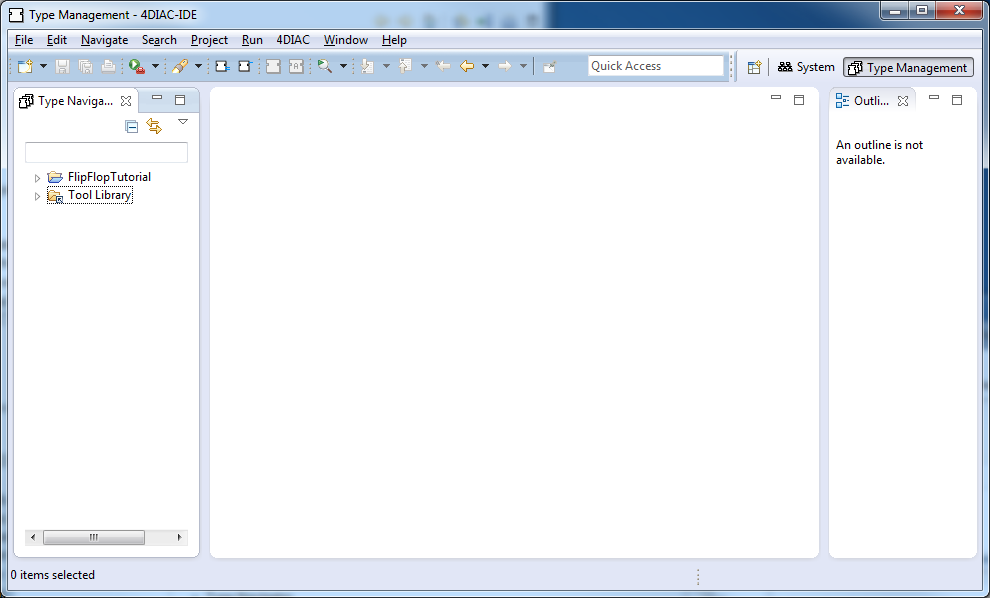 Type Management - 4DIAC-IDE
File Edit Navigate Search Project Run 4DIAC Window Help
Quick Access
System
Type Management
Type Naviga...
Outli...
An outline is not
available.
FlipFlopTutorial
Tool Library
0 items selected